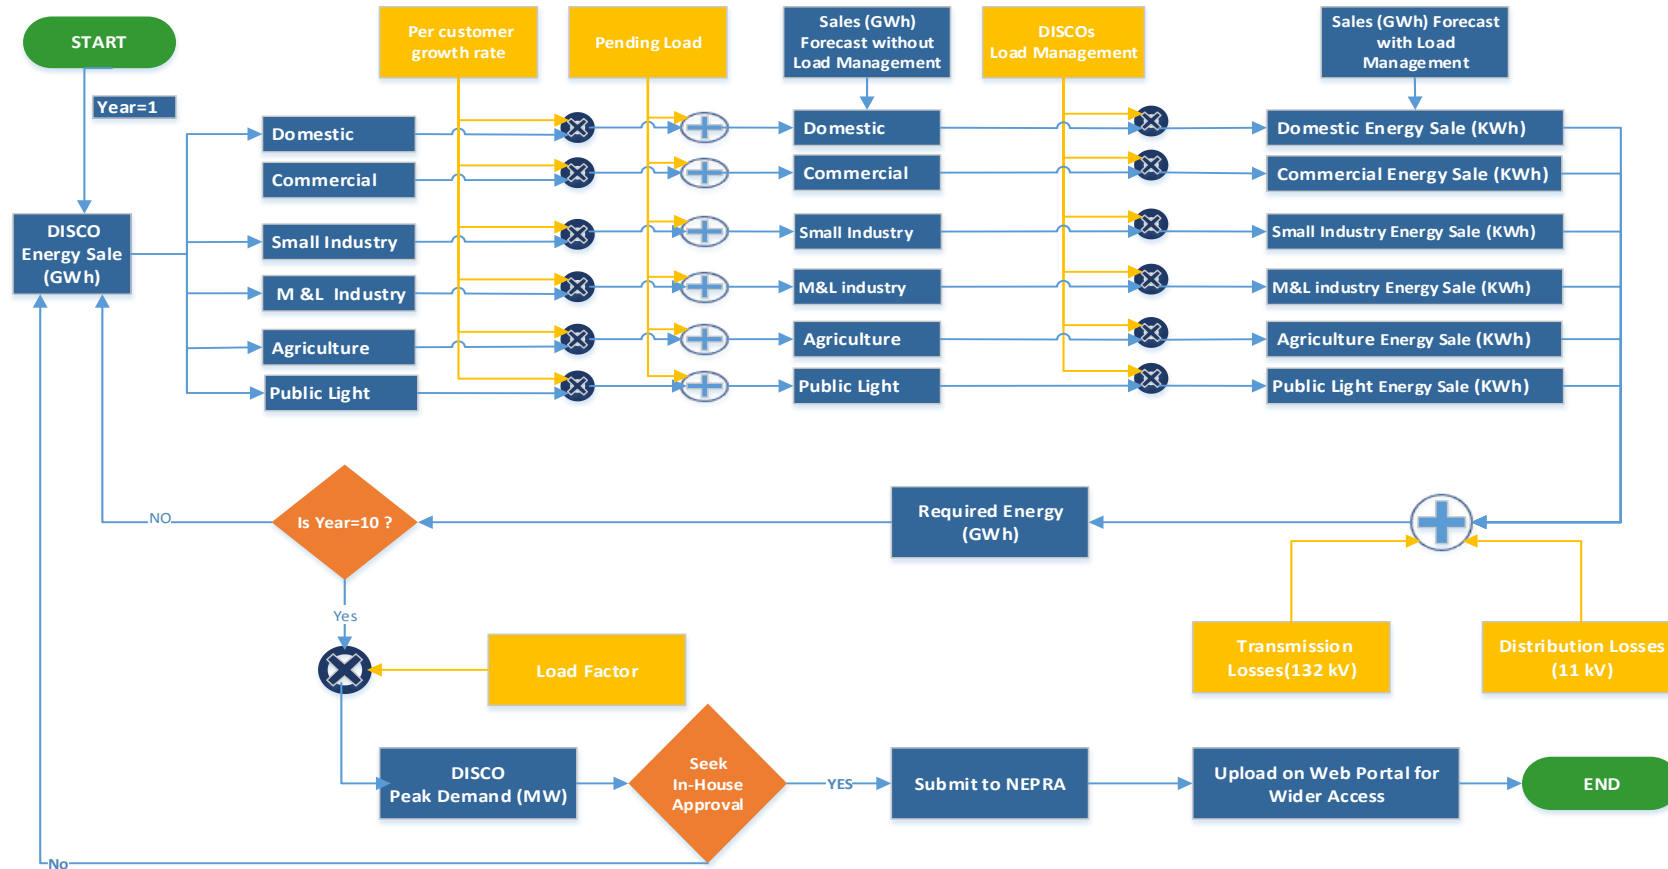 START
Per customer
growth rate
Pending Load
Sales (GWh)
Forecast without
Load Management
DISCOs
Load Management
Sales (GWh) Forecast
with Load
Management
Year=1
Domestic
Domestic
Domestic Energy Sale (KWh)
Commercial
Commercial
Commercial Energy Sale (KWh)
DISCO
Energy Sale
(GWh)
Small Industry
Small Industry
Small Industry Energy Sale (KWh)
M &L Industry
M&L industry
M&L industry Energy Sale (KWh)
Agriculture
Agriculture
Agriculture Energy Sale (KWh)
Public Light
Public Light
Public Light Energy Sale (KWh)
NO
Is Year=10 ?
Required Energy
(GWh)
Yes
Load Factor
Transmission
Losses(132 kV)
Distribution Losses
(11 kV)
DISCO
Peak Demand (MW)
Seek
In-House
Approval
YES
Submit to NEPRA
Upload on Web Portal for
Wider Access
END
No